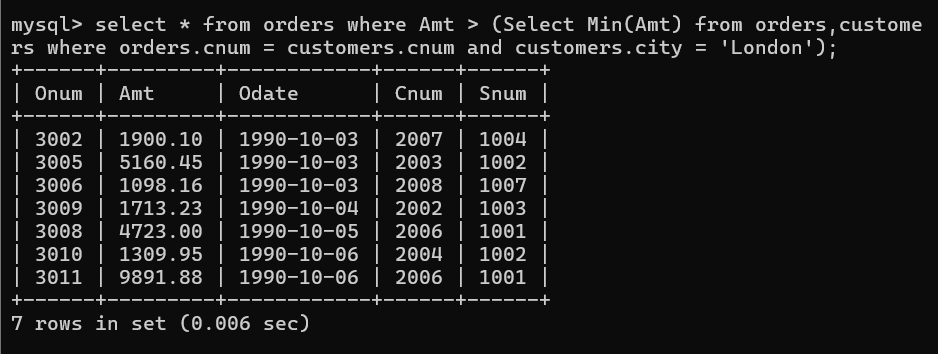 mysql> select * from orders where Amt > (Select Min(Amt) from orders,custome
rs where orders.cnum = customers.cnum and customers.city = 'London');
+------+---------+------------+------+------+
| Onum | Amt     | Odate      | Cnum | Snum |
+------+---------+------------+------+------+
| 3002 | 1900.10 | 1990-10-03 | 2007 | 1004 |
| 3005 | 5160.45 | 1990-10-03 | 2003 | 1002 |
| 3006 | 1098.16 | 1990-10-03 | 2008 | 1007 |
| 3009 | 1713.23 | 1990-10-04 | 2002 | 1003 |
| 3008 | 4723.00 | 1990-10-05 | 2006 | 1001 |
| 3010 | 1309.95 | 1990-10-06 | 2004 | 1002 |
| 3011 | 9891.88 | 1990-10-06 | 2006 | 1001 |
+------+---------+------------+------+------+
7 rows in set (0.006 sec)